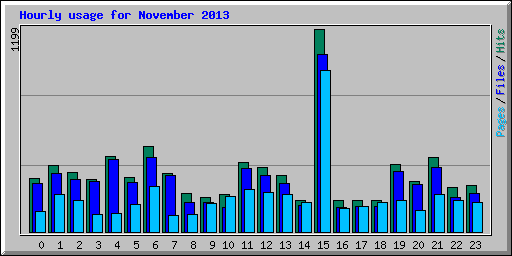 Hourly usage for November 2013
1199
Pages/Files/Hits
0 1 2 3 4 5 6 7 8 9 10 11 12 13 14 15 16 17 18 19 20 21 22 23